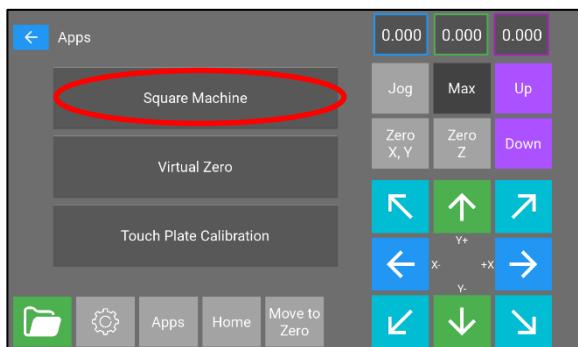 Apps
0.000 0.000 0.000
Square Machine
Jog Max Up
Zero
X, Y
Zero
Z
Down
Virtual Zero
Touch Plate Calibration
Y+
X- +X
Y-
Apps Home Move to
Zero